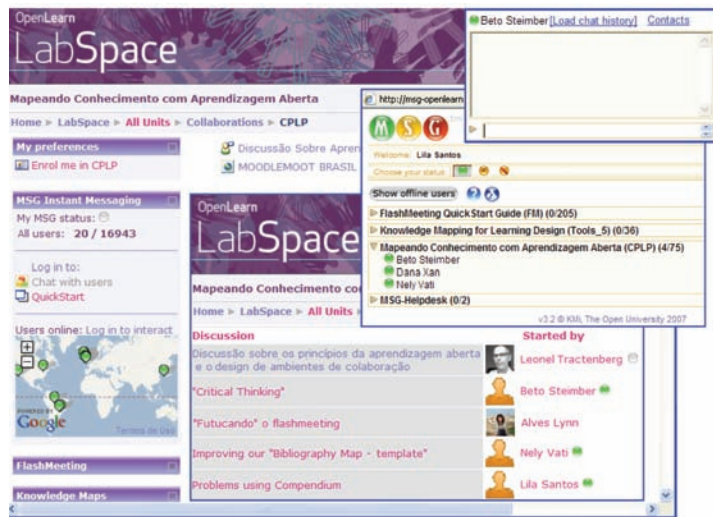 OpenLearn
LabSpace
Mapeando Conhecimento com Aprendizagem Aberta
Home ► LabSpace ► All Units ► Collaborations ► CPLP
My preferences
Enrol me in CPLP
Discussão Sobre Apren
MOODLEMOOT BRASIL
MSG Instant Messaging
My MSG status:
All users: 20 / 16943
Log in to:
Chat with users
QuickStart
Users online: Log in to interact
POWERED BY
Google
Termos de Uso
FlashMeeting
Knowledge Maps
OpenLearn
LabSpace
Mapeando Conhecimento co
Home ► LabSpace ► All Units ►
Discussion
Started by
Discussão sobre os princípios da aprendizagem aberta
e o design de ambientes de colaboração
Leonel Tractenberg
"Critical Thinking"
Beto Steimber
"Futucando" o flashmeeting
Alves Lynn
Improving our "Bibliography Map - template"
Nely Vati
Problems using Compendium
Lila Santos
http://msg-openlearn
MSG
Welcome: Lila Santos
Choose your status
Show offline users
FlashMeeting QuickStart Guide (FM) (0/205)
Knowledge Mapping for Learning Design (Tools_5) (0/36)
Mapeando Conhecimento com Aprendizagem Aberta (CPLP) (4/75)
Beto Steimber
Dana Xan
Nely Vati
MSG-Helpdesk (0/2)
v3.2 © KMi, The Open University 2007
Beto Steimber [Load chat history] Contacts